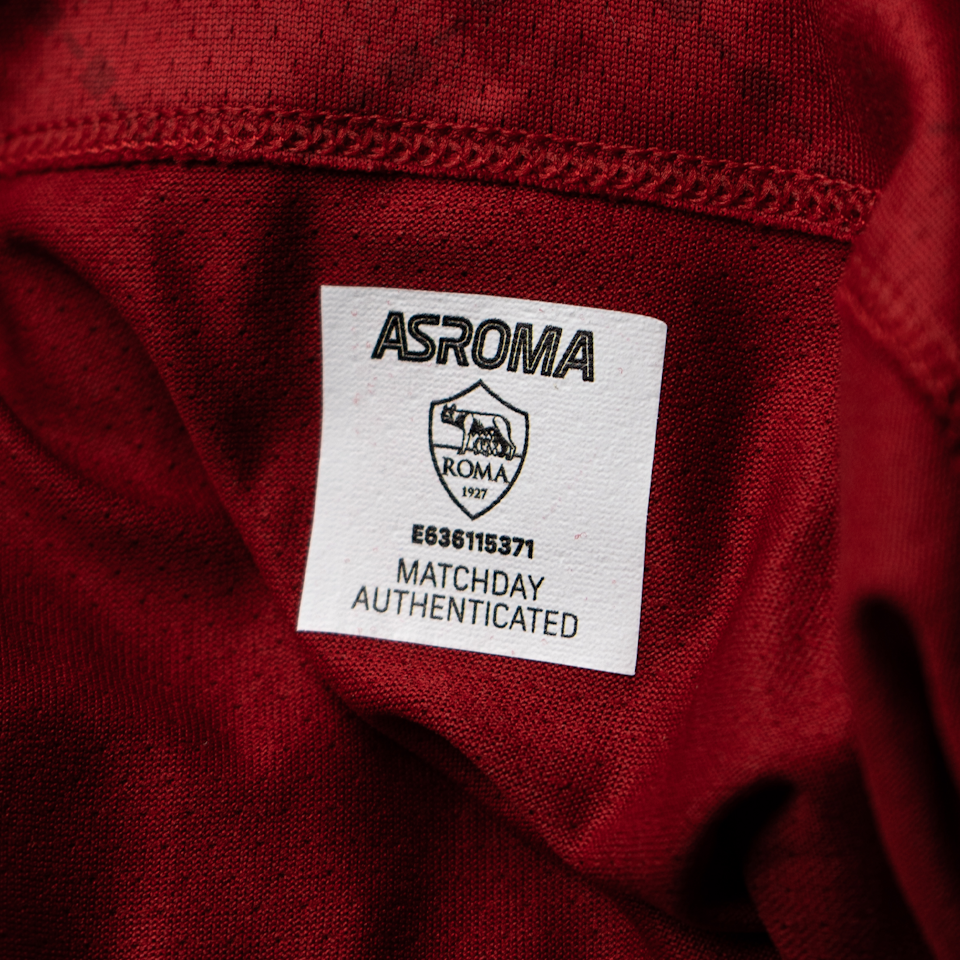 ASROMA
ROMA
1927
E636115371
MATCHDAY
AUTHENTICATED